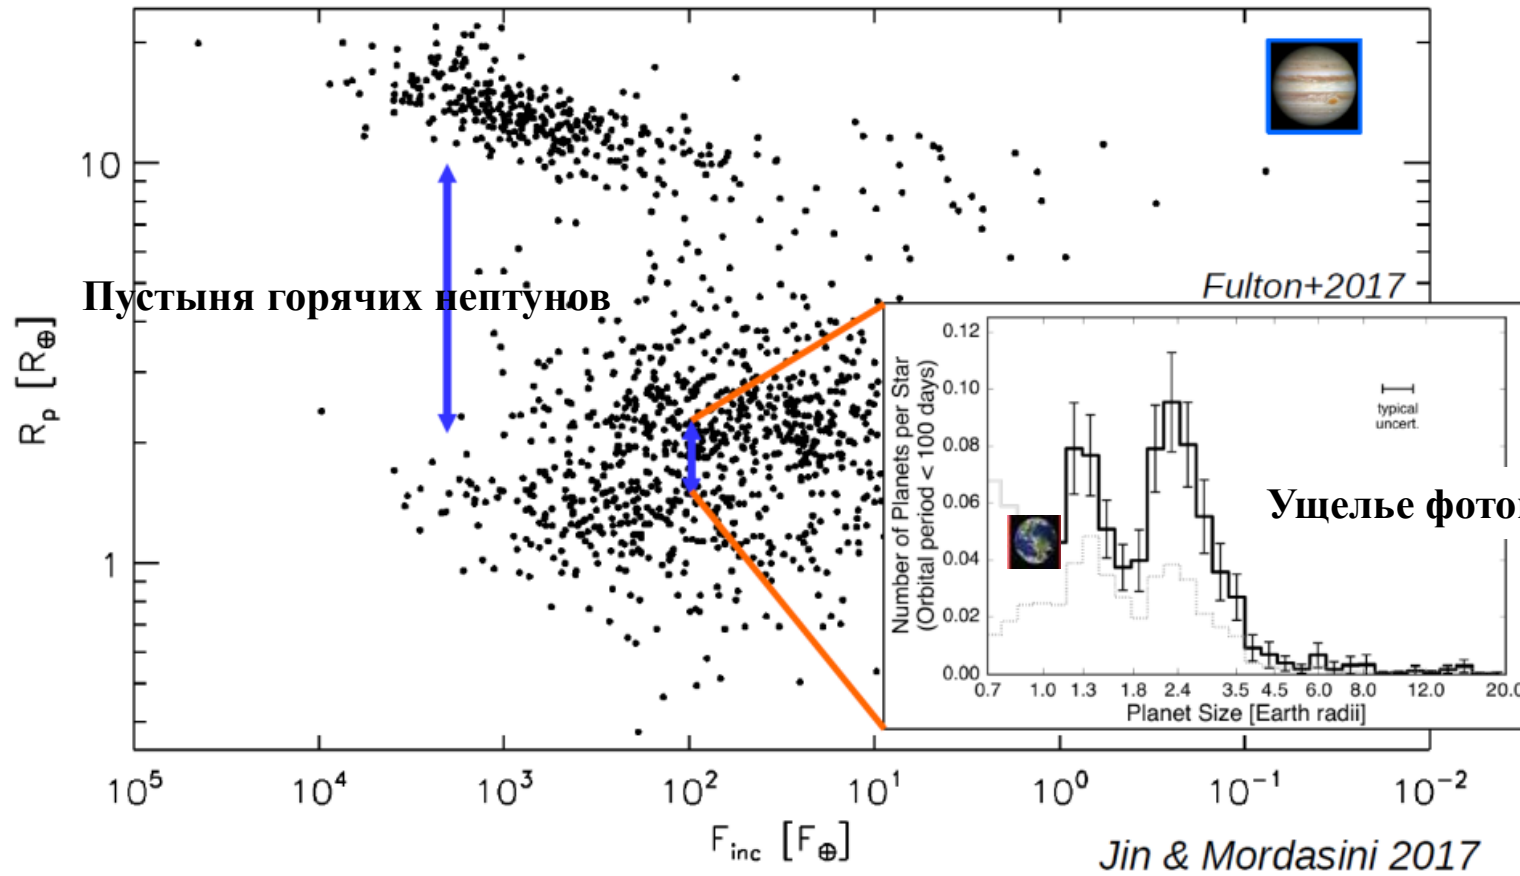 10
1
R_p [R_⊕]
Пустыня горячих нептунов
Fulton+2017
Number of Planets per Star
(Orbital period < 100 days)
0.12
0.10
0.08
0.06
0.04
0.02
0.00
typical
uncert.
Ущелье
0.7 1.0 1.3 1.8 2.4 3.5 4.5 6.0 8.0 12.0 20.0
Planet Size [Earth radii]
10^5 10^4 10^3 10^2 10^1 10^0 10^-1 10^-2
F_inc [F_⊕]
Jin & Mordasini 2017